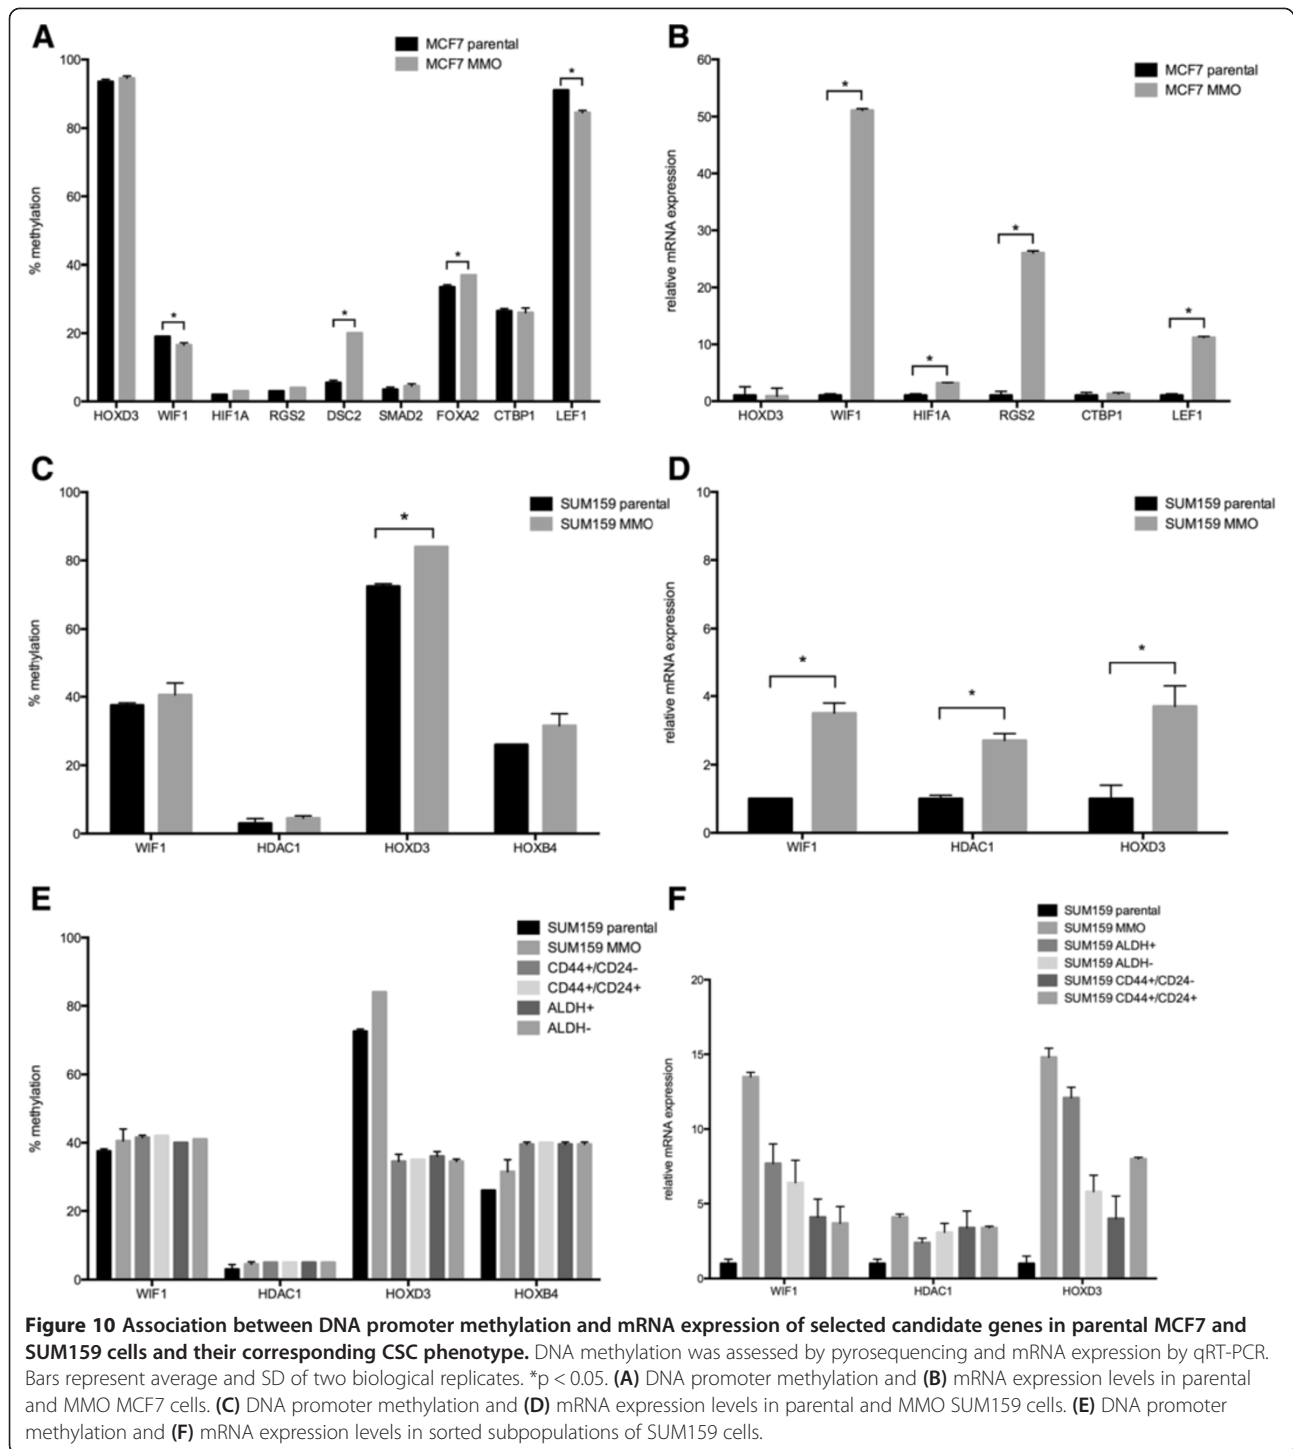 A
MCF7 parental
MCF7 MMO
% methylation
100
80
60
40
20
0
*
*
*
*
HOXD3 WIF1 HIF1A RGS2 DSC2 SMAD2 FOXA2 CTBP1 LEF1
B
MCF7 parental
MCF7 MMO
relative mRNA expression
60
50
40
30
20
10
0
*
*
*
*
HOXD3 WIF1 HIF1A RGS2 CTBP1 LEF1
C
SUM159 parental
SUM159 MMO
% methylation
100
80
60
40
20
0
*
WIF1 HDAC1 HOXD3 HOXB4
D
SUM159 parental
SUM159 MMO
relative mRNA expression
10
8
6
4
2
0
*
*
*
WIF1 HDAC1 HOXD3
E
SUM159 parental
SUM159 MMO
CD44+/CD24-
CD44+/CD24+
ALDH+
ALDH-
% methylation
100
80
60
40
20
0
WIF1 HDAC1 HOXD3 HOXB4
F
SUM159 parental
SUM159 MMO
SUM159 ALDH+
SUM159 ALDH-
SUM159 CD44+/CD24-
SUM159 CD44+/CD24+
relative mRNA expression
20
15
10
5
0
WIF1 HDAC1 HOXD3
Figure 10 Association between DNA promoter methylation and mRNA expression of selected candidate genes in parental MCF7 and
SUM159 cells and their corresponding CSC phenotype. DNA methylation was assessed by pyrosequencing and mRNA expression by qRT-PCR.
Bars represent average and SD of two biological replicates. *p < 0.05. (A) DNA promoter methylation and (B) mRNA expression levels in parental
and MMO MCF7 cells. (C) DNA promoter methylation and (D) mRNA expression levels in parental and MMO SUM159 cells. (E) DNA promoter
methylation and (F) mRNA expression levels in sorted subpopulations of SUM159 cells.